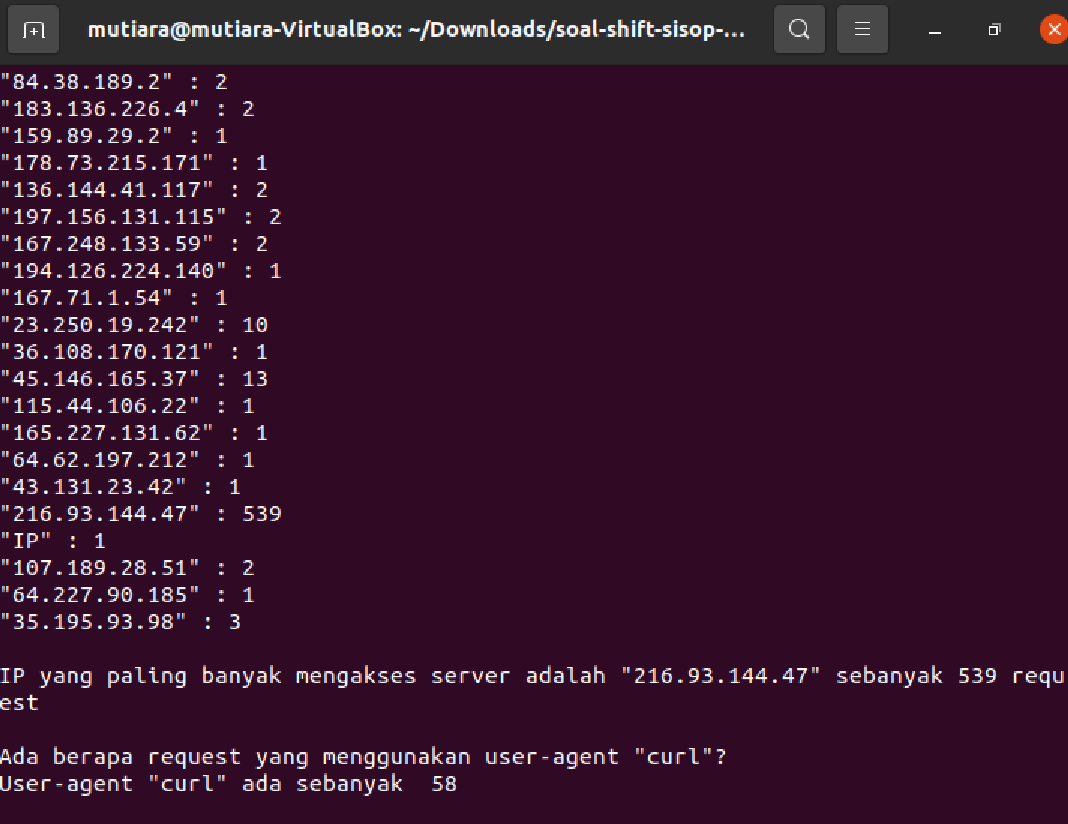 mutiara@mutiara-VirtualBox: ~/Downloads/soal-shift-sisop-...
"84.38.189.2" : 2
"183.136.226.4" : 2
"159.89.29.2" : 1
"178.73.215.171" : 1
"136.144.41.117" : 2
"197.156.131.115" : 2
"167.248.133.59" : 2
"194.126.224.140" : 1
"167.71.1.54" : 1
"23.250.19.242" : 10
"36.108.170.121" : 1
"45.146.165.37" : 13
"115.44.106.22" : 1
"165.227.131.62" : 1
"64.62.197.212" : 1
"43.131.23.42" : 1
"216.93.144.47" : 539
"IP" : 1
"107.189.28.51" : 2
"64.227.90.185" : 1
"35.195.93.98" : 3
IP yang paling banyak mengakses server adalah "216.93.144.47" sebanyak 539 requ
est
Ada berapa request yang menggunakan user-agent "curl"?
User-agent "curl" ada sebanyak  58